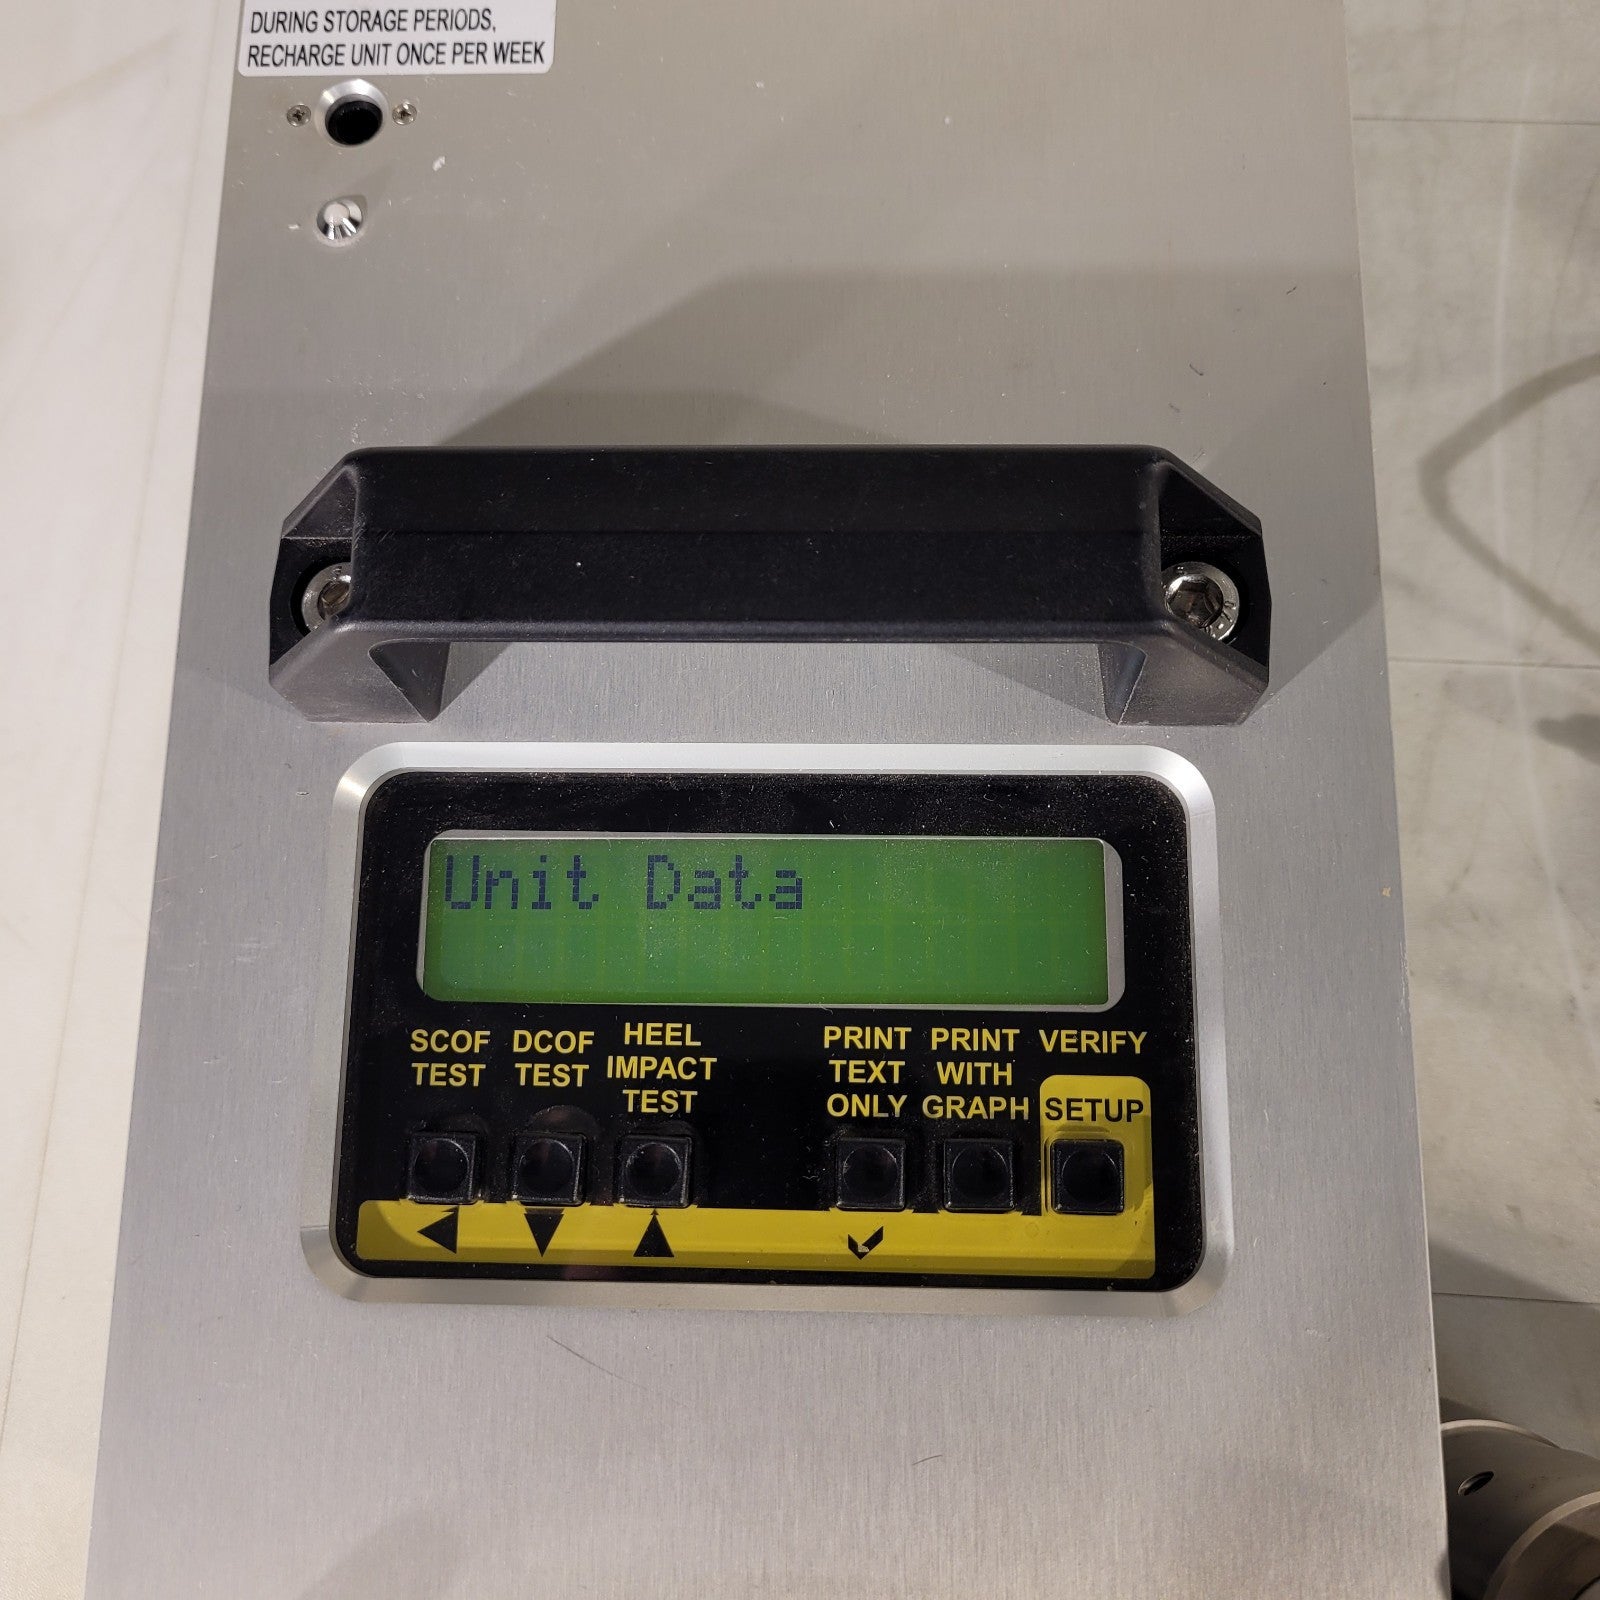 DURING STORAGE PERIODS,
RECHARGE UNIT ONCE PER WEEK
Unit Data
SCOF
TEST
DCOF
TEST
HEEL
IMPACT
TEST
PRINT
TEXT
ONLY
PRINT
WITH
GRAPH
VERIFY
SETUP